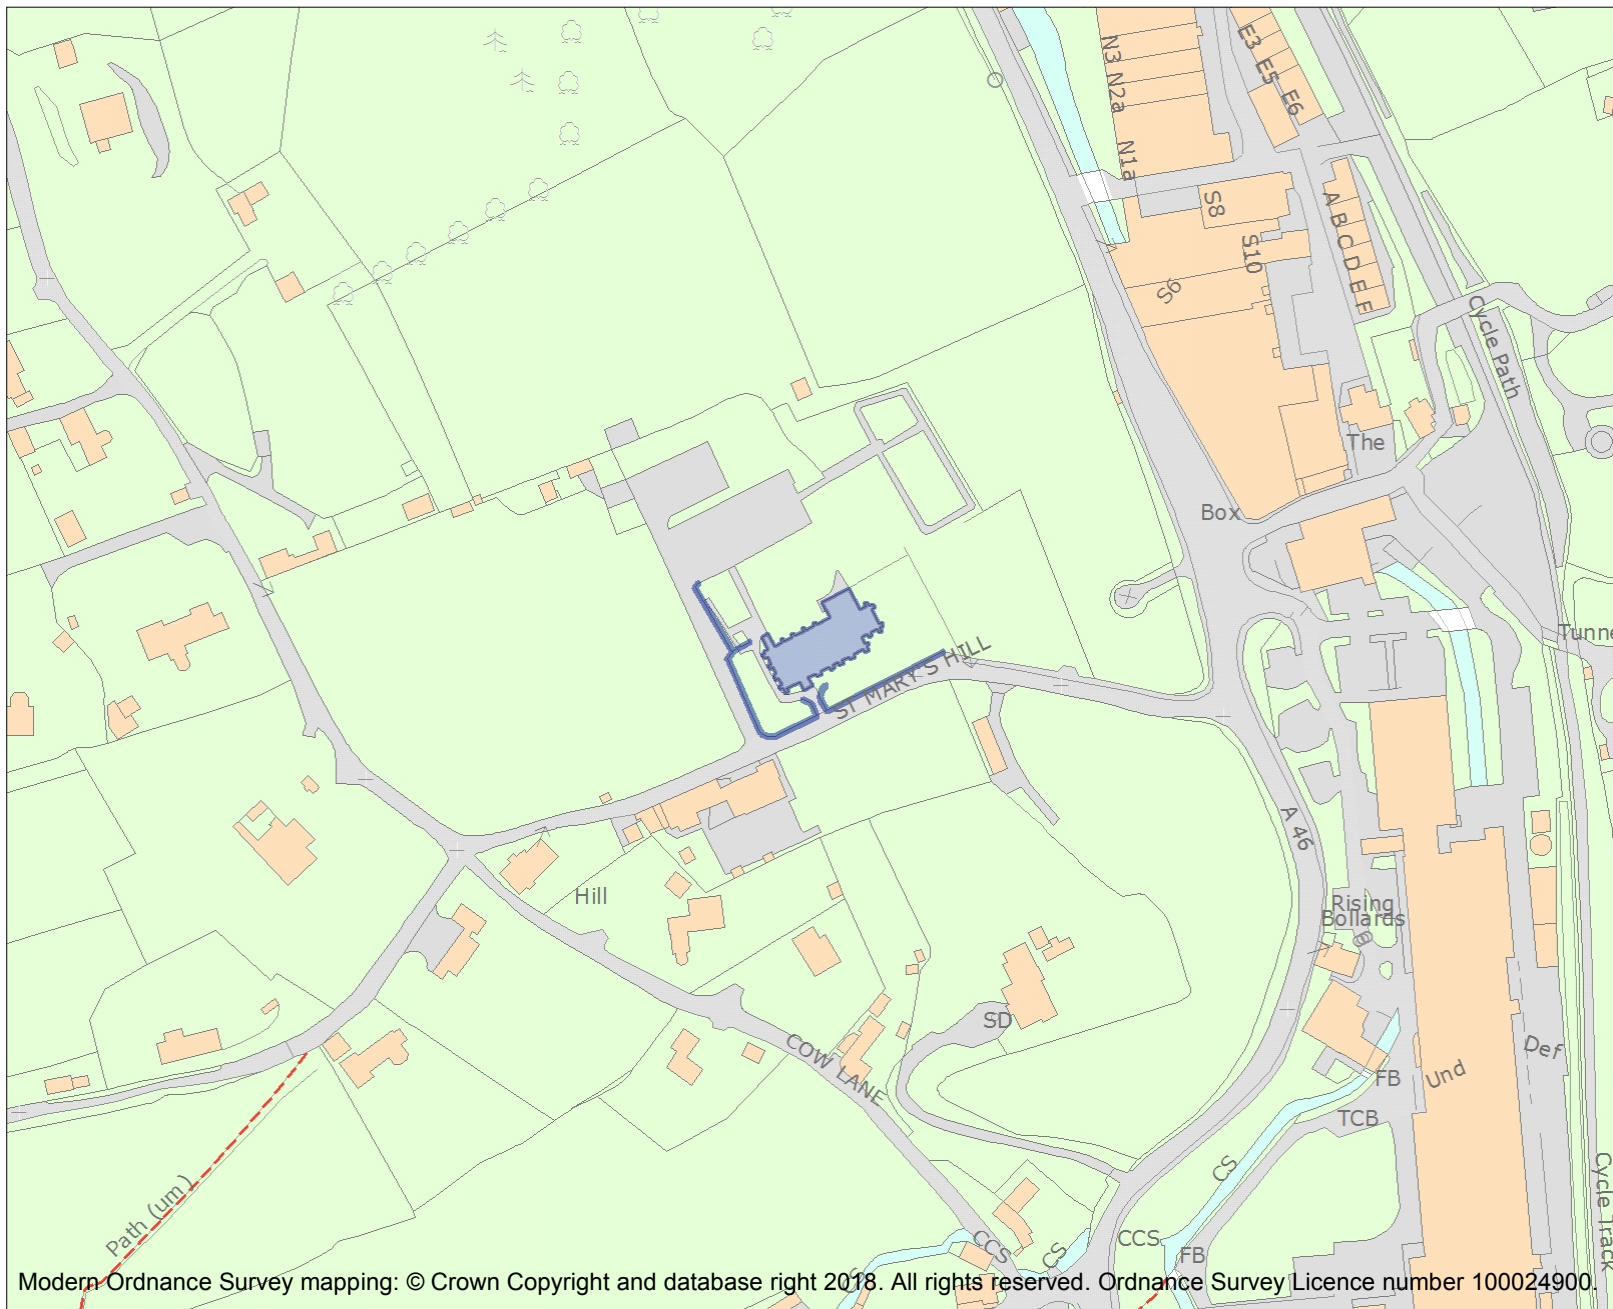 E3 E5 E6
N3 N2a
N1a
S8
S10
S6
A B C D E F
Cycle Path
The
Box
Tunne
ST MARY'S HILL
A 46
Hill
Rising
Bollards
SD
COW LANE
Def
Und
FB
TCB
CS
Path (um)
CCS
CS
CCS
FB
Cycle Track
Modern Ordnance Survey mapping: © Crown Copyright and database right 2018. All rights reserved. Ordnance Survey Licence number 100024900.